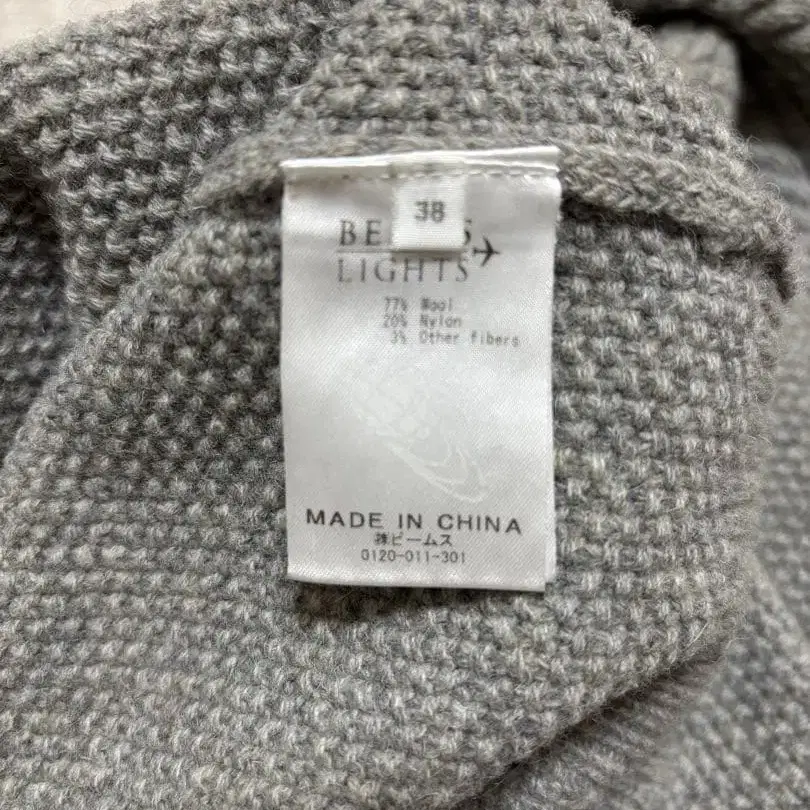 38
BE S
LIGHTS
77% Wool
20% Nylon
3% Other fibers
MADE IN CHINA
㈱ビームス
0120-011-301